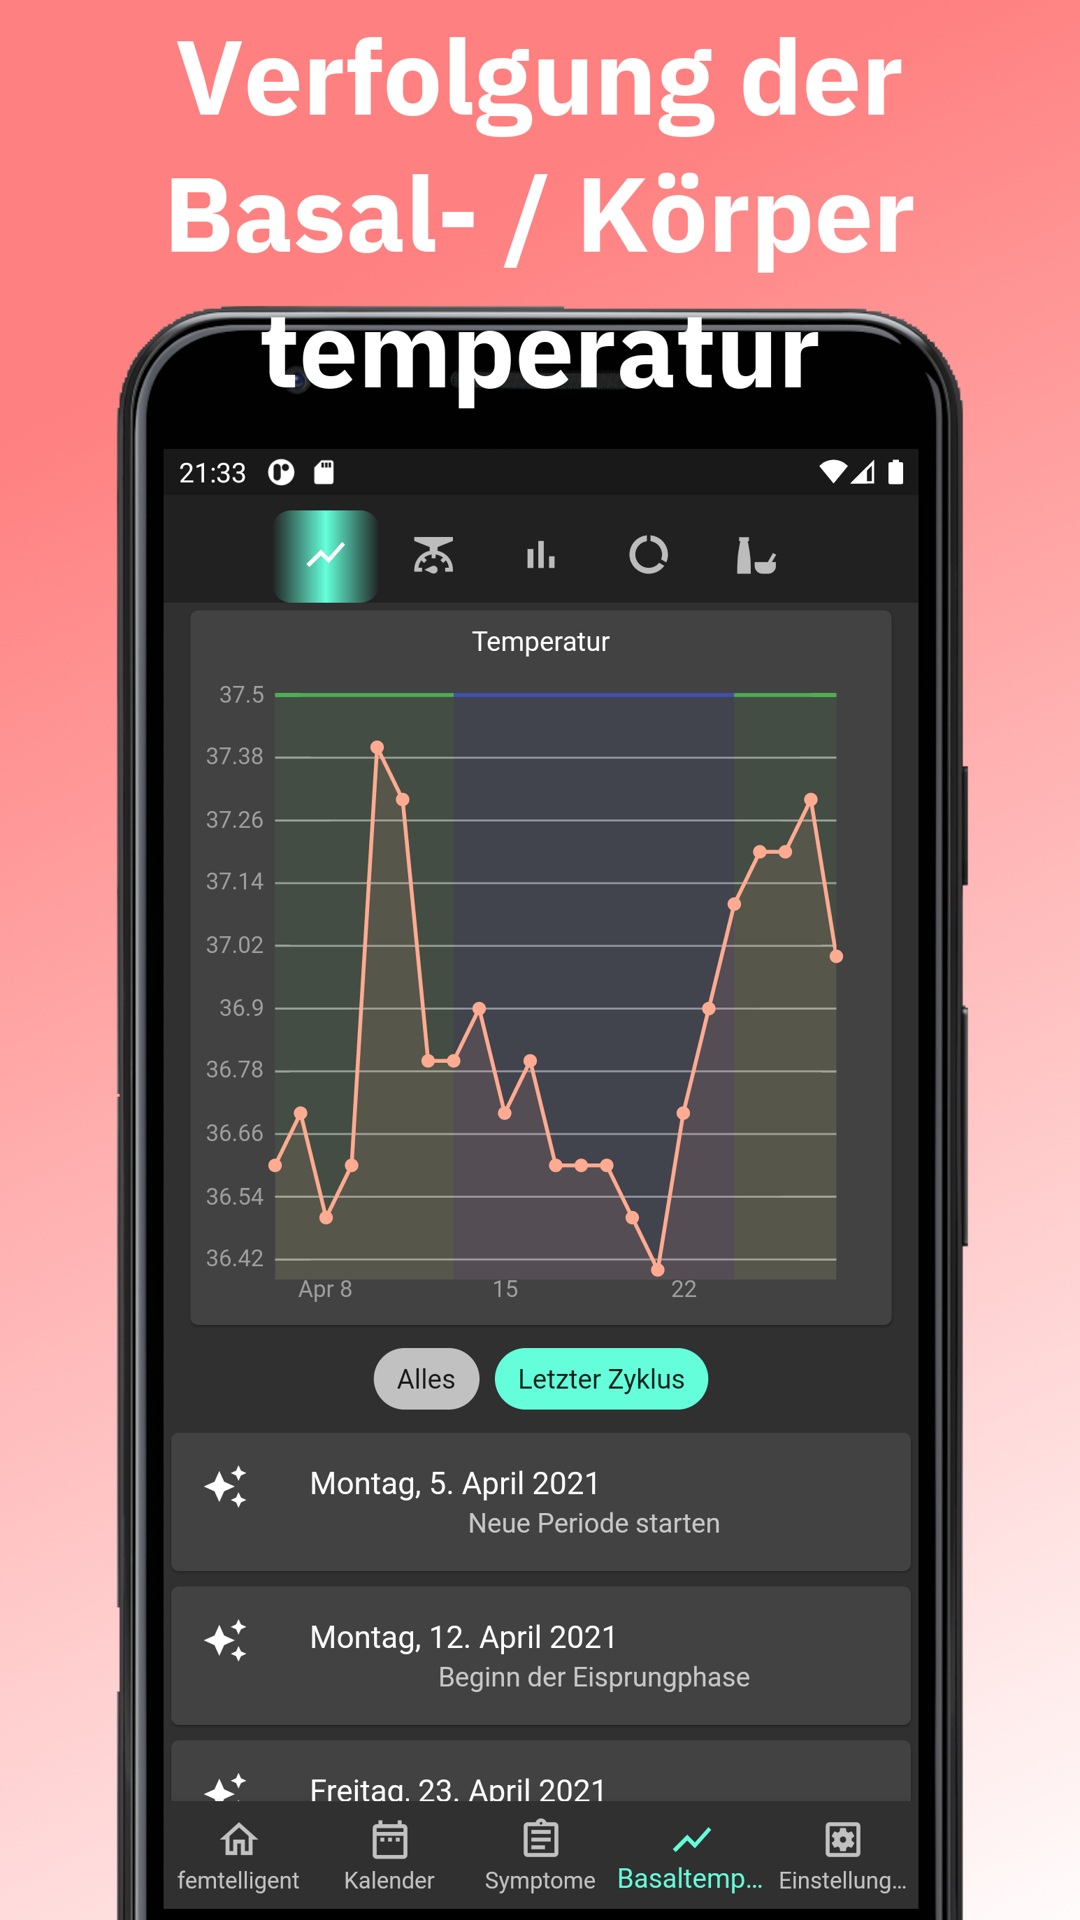 Verfolgung der
Basal- / Körper
temperatur
21:33
Temperatur
37.5
37.38
37.26
37.14
37.02
36.9
36.78
36.66
36.54
36.42
Apr 8 15 22
Alles Letzter Zyklus
Montag, 5. April 2021
Neue Periode starten
Montag, 12. April 2021
Beginn der Eisprungphase
Freitag, 23. April 2021
femtelligent Kalender Symptome Basaltemp... Einstellung...